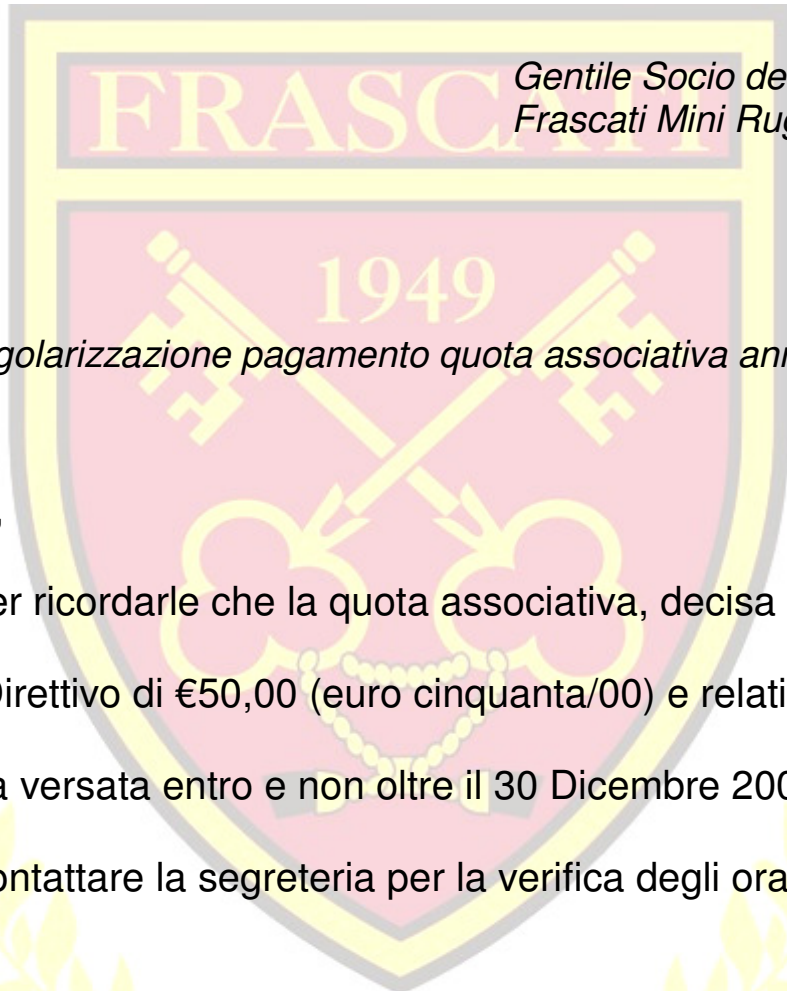 FRASCATI
Gentile Socio de
Frascati Mini Rug
1949
golarizzazione pagamento quota associativa ann
,
er ricordarle che la quota associativa, decisa
Direttivo di €50,00 (euro cinquanta/00) e relati
a versata entro e non oltre il 30 Dicembre 200
ontattare la segreteria per la verifica degli ora